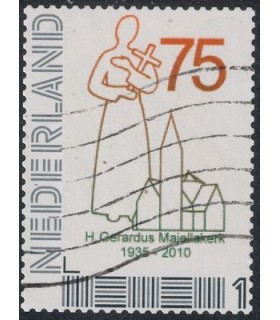 NEDERLAND
75
H. Gerardus Majellakerk
1935 - 2010
1